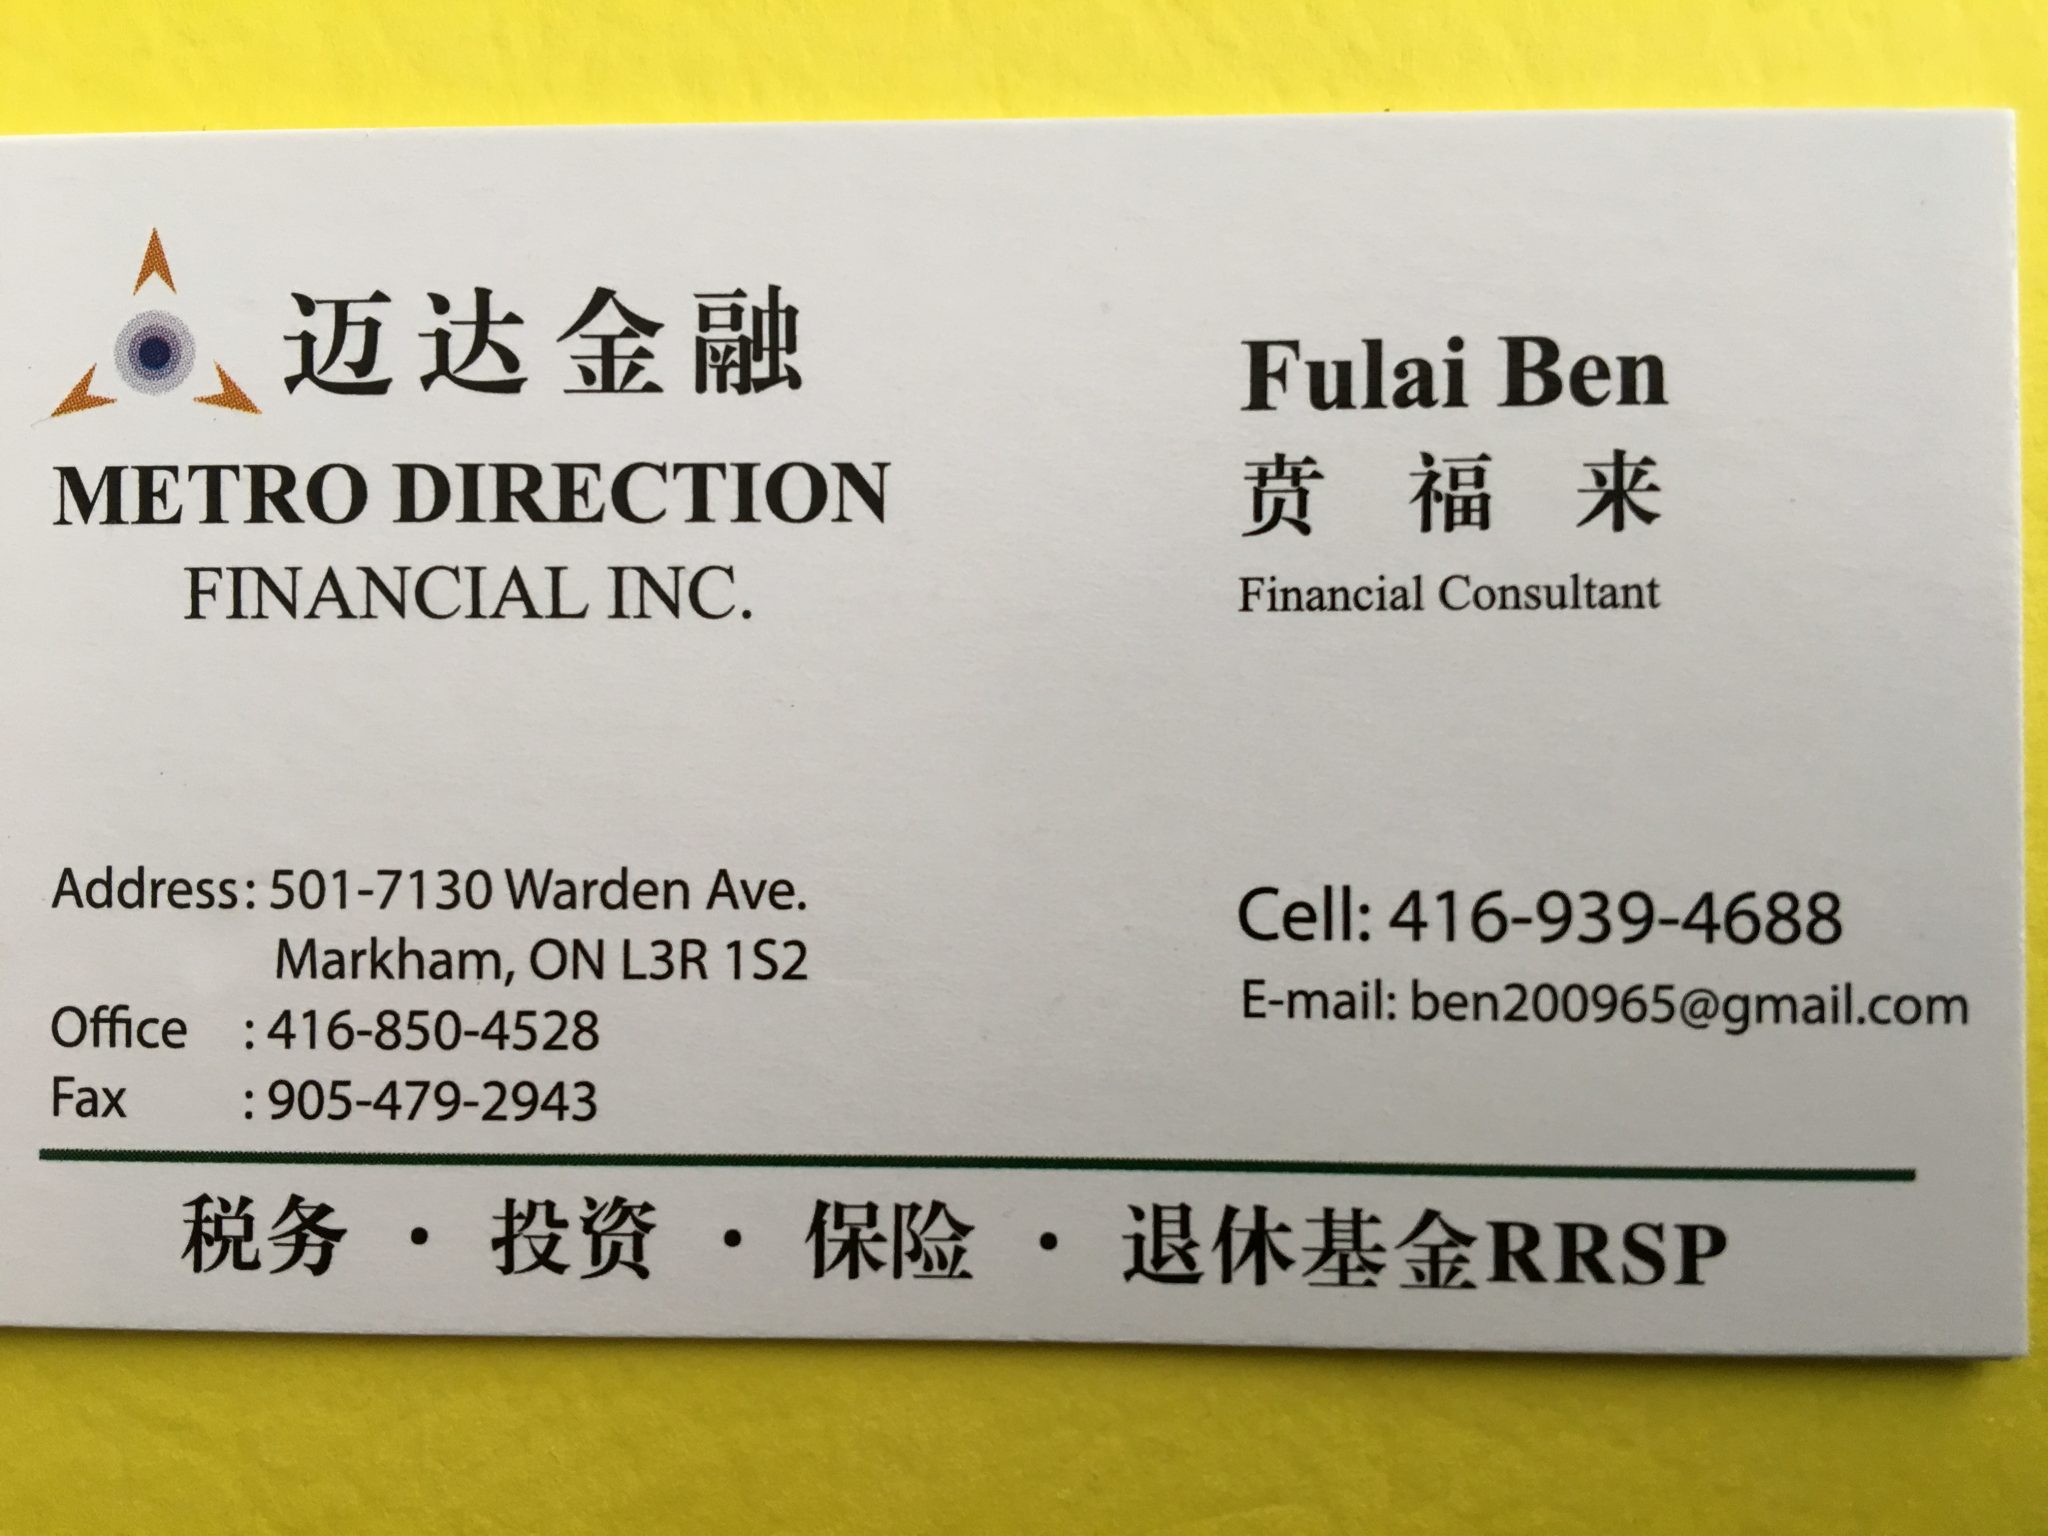 迈达金融
METRO DIRECTION
FINANCIAL INC.
Fulai Ben
贲 福 来
Financial Consultant
Address: 501-7130 Warden Ave.
Markham, ON L3R 1S2
Office : 416-850-4528
Fax : 905-479-2943
Cell: 416-939-4688
E-mail: ben200965@gmail.com
税务 · 投资 · 保险 · 退休基金RRSP